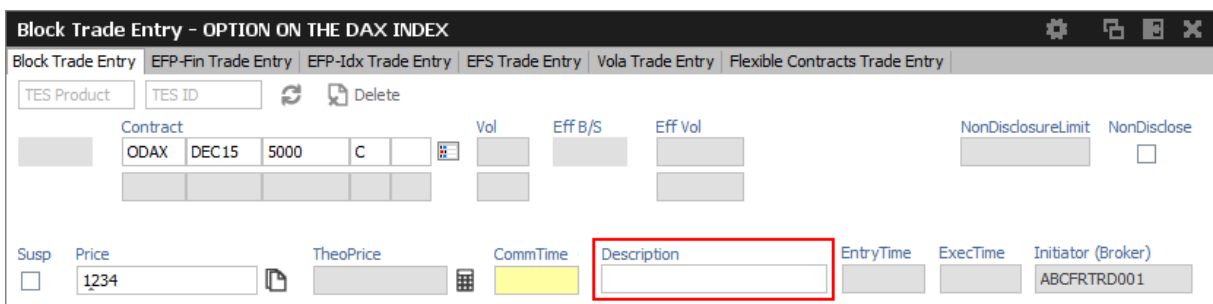 Block Trade Entry - OPTION ON THE DAX INDEX
Block Trade Entry EFP-Fin Trade Entry EFP-Idx Trade Entry EFS Trade Entry Vola Trade Entry Flexible Contracts Trade Entry
TES Product TES ID Delete
Contract Vol Eff B/S Eff Vol NonDisclosureLimit NonDisclose
ODAX DEC15 5000 C
Susp Price TheoPrice CommTime Description EntryTime ExecTime Initiator (Broker)
1234 ABCFRTRD001